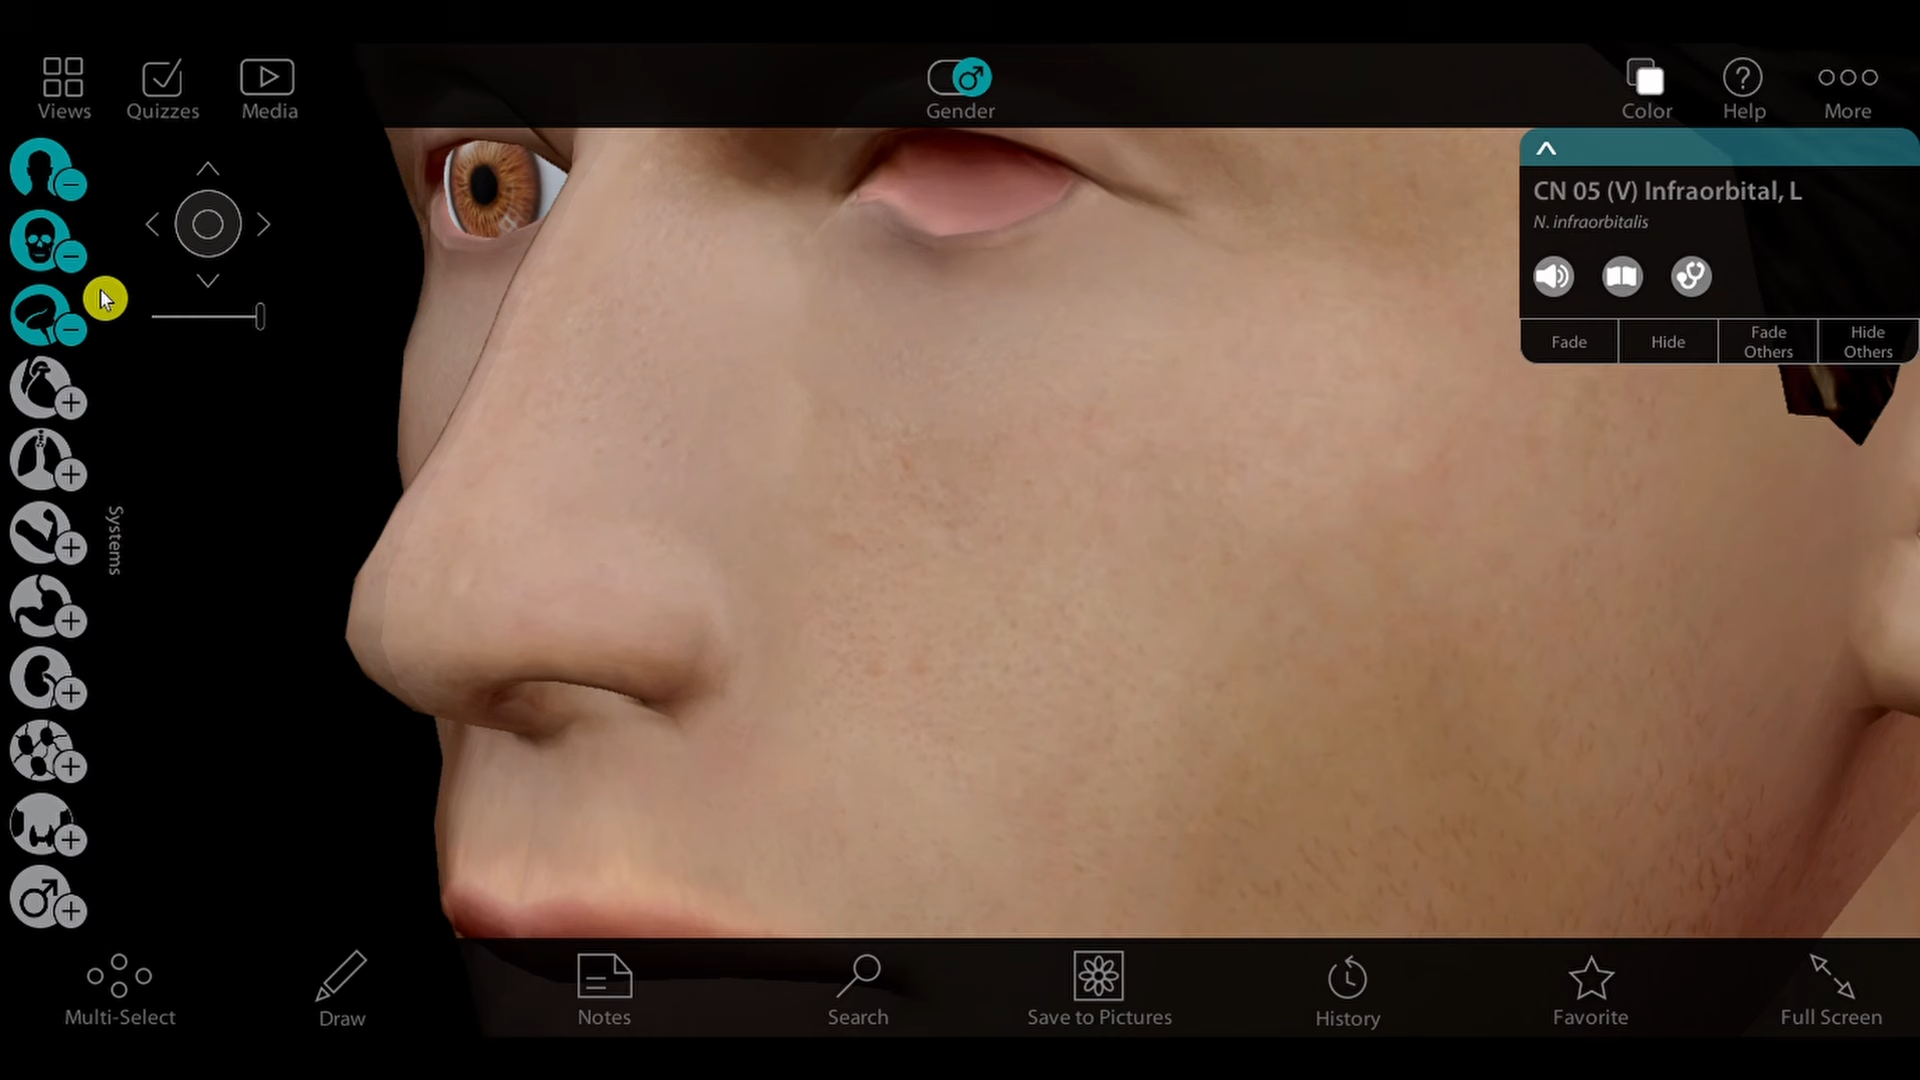 Views
Quizzes
Media
Gender
Color
Help
More
CN 05 (V) Infraorbital, L
N. infraorbitalis
Fade
Hide
Fade
Others
Hide
Others
Systems
Multi-Select
Draw
Notes
Search
Save to Pictures
History
Favorite
Full Screen